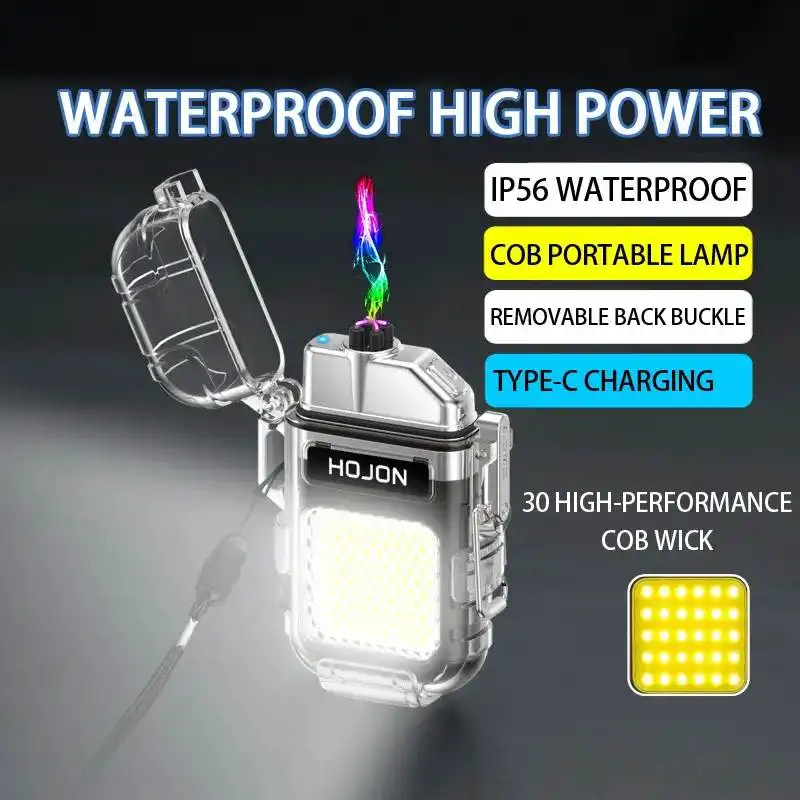 WATERPROOF HIGH POWER
IP56 WATERPROOF
COB PORTABLE LAMP
REMOVABLE BACK BUCKLE
TYPE-C CHARGING
HOJON
30 HIGH-PERFORMANCE
COB WICK